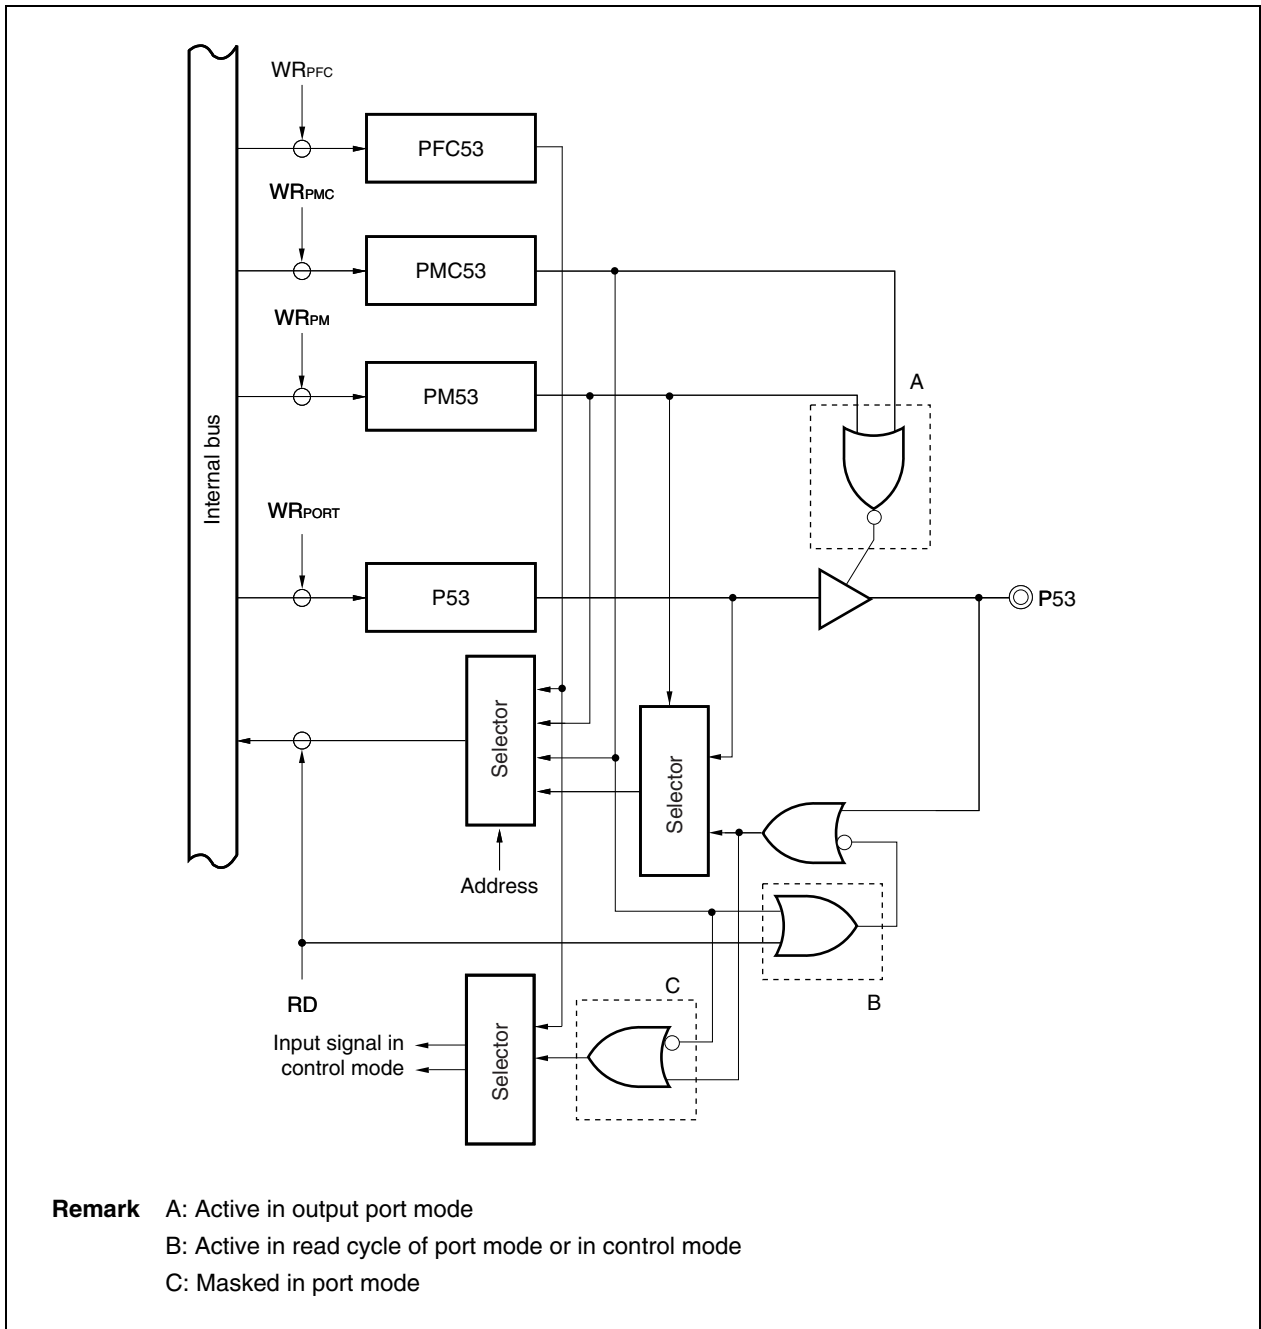 WRPFC
PFC53
WRPMC
PMC53
WRPM
PM53
A
Internal bus
WRPORT
P53
P53
Selector
Selector
Address
B
C
RD
Input signal in
control mode
Selector
Remark A: Active in output port mode
B: Active in read cycle of port mode or in control mode
C: Masked in port mode